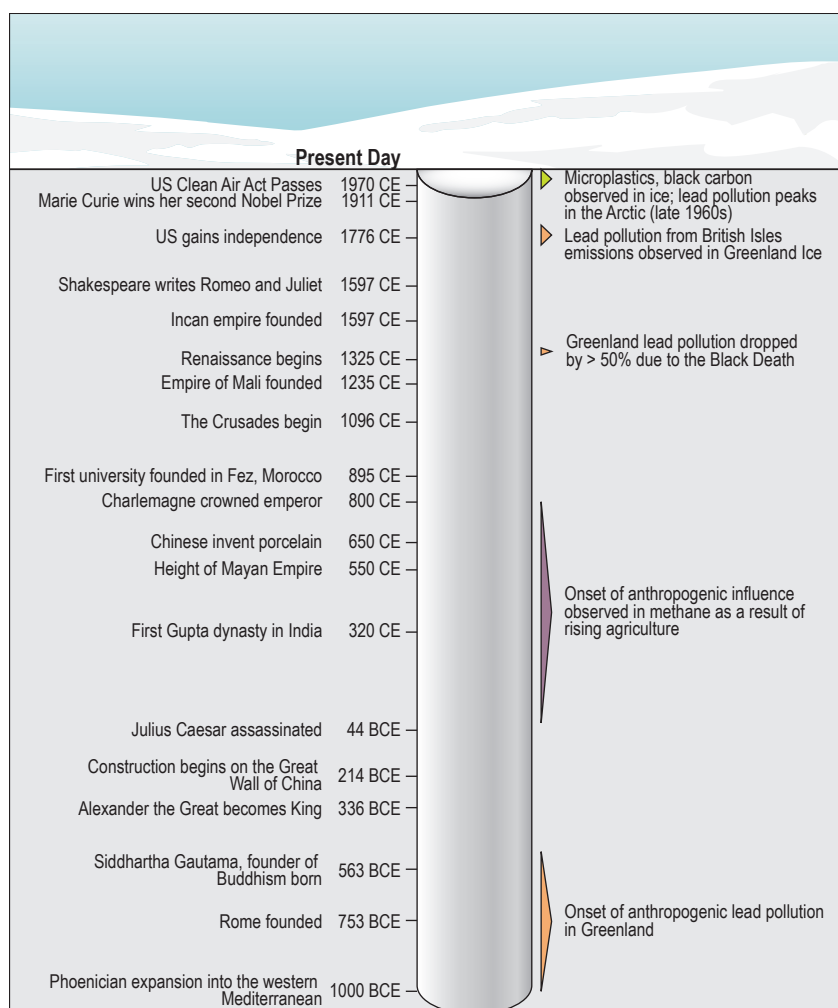 Present Day
US Clean Air Act Passes 1970 CE
Marie Curie wins her second Nobel Prize 1911 CE
US gains independence 1776 CE
Shakespeare writes Romeo and Juliet 1597 CE
Incan empire founded 1597 CE
Renaissance begins 1325 CE
Empire of Mali founded 1235 CE
The Crusades begin 1096 CE
First university founded in Fez, Morocco 895 CE
Charlemagne crowned emperor 800 CE
Chinese invent porcelain 650 CE
Height of Mayan Empire 550 CE
First Gupta dynasty in India 320 CE
Julius Caesar assassinated 44 BCE
Construction begins on the Great
Wall of China 214 BCE
Alexander the Great becomes King 336 BCE
Siddhartha Gautama, founder of
Buddhism born 563 BCE
Rome founded 753 BCE
Phoenician expansion into the western
Mediterranean 1000 BCE
Microplastics, black carbon
observed in ice; lead pollution peaks
in the Arctic (late 1960s)
Lead pollution from British Isles
emissions observed in Greenland Ice
Greenland lead pollution dropped
by > 50% due to the Black Death
Onset of anthropogenic influence
observed in methane as a result of
rising agriculture
Onset of anthropogenic lead pollution
in Greenland